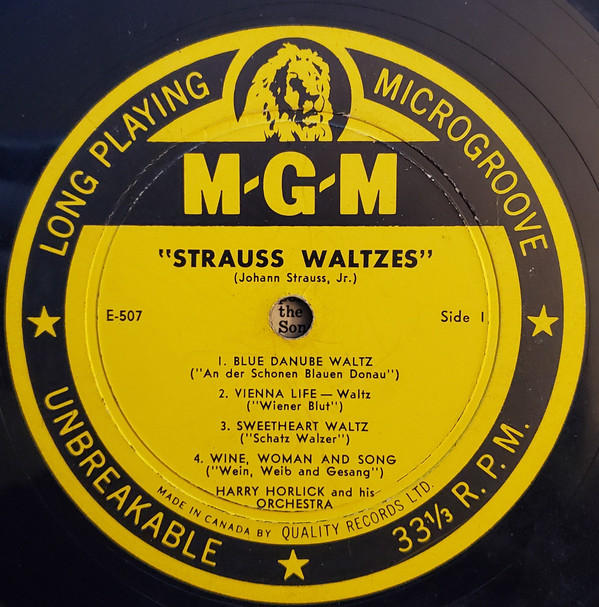 LONG PLAYING
MICROGROOVE
M-G-M
"STRAUSS WALTZES"
(Johann Strauss, Jr.)
E-507
Side 1
the
Son
1. BLUE DANUBE WALTZ
("An der Schonen Blauen Donau")
2. VIENNA LIFE — Waltz
("Wiener Blut")
3. SWEETHEART WALTZ
("Schatz Walzer")
4. WINE, WOMAN AND SONG
("Wein, Weib and Gesang")
HARRY HORLICK and his
ORCHESTRA
MADE IN CANADA BY QUALITY RECORDS LTD.
UNBREAKABLE
33⅓ R.P.M.